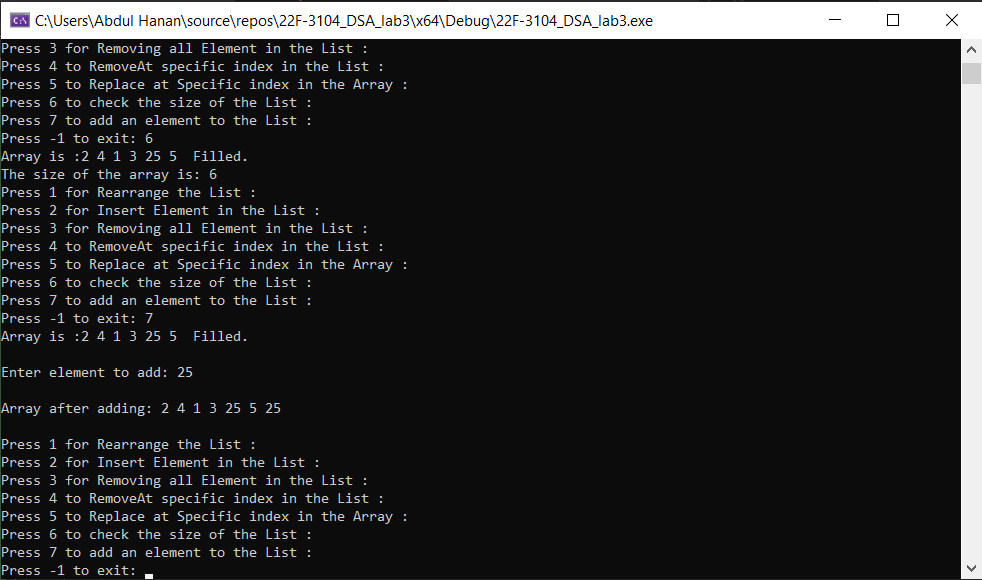 C:\Users\Abdul Hanan\source\repos\22F-3104_DSA_lab3\x64\Debug\22F-3104_DSA_lab3.exe
Press 3 for Removing all Element in the List :
Press 4 to RemoveAt specific index in the List :
Press 5 to Replace at Specific index in the Array :
Press 6 to check the size of the List :
Press 7 to add an element to the List :
Press -1 to exit: 6
Array is :2 4 1 3 25 5  Filled.
The size of the array is: 6
Press 1 for Rearrange the List :
Press 2 for Insert Element in the List :
Press 3 for Removing all Element in the List :
Press 4 to RemoveAt specific index in the List :
Press 5 to Replace at Specific index in the Array :
Press 6 to check the size of the List :
Press 7 to add an element to the List :
Press -1 to exit: 7
Array is :2 4 1 3 25 5  Filled.
Enter element to add: 25
Array after adding: 2 4 1 3 25 5 25
Press 1 for Rearrange the List :
Press 2 for Insert Element in the List :
Press 3 for Removing all Element in the List :
Press 4 to RemoveAt specific index in the List :
Press 5 to Replace at Specific index in the Array :
Press 6 to check the size of the List :
Press 7 to add an element to the List :
Press -1 to exit: